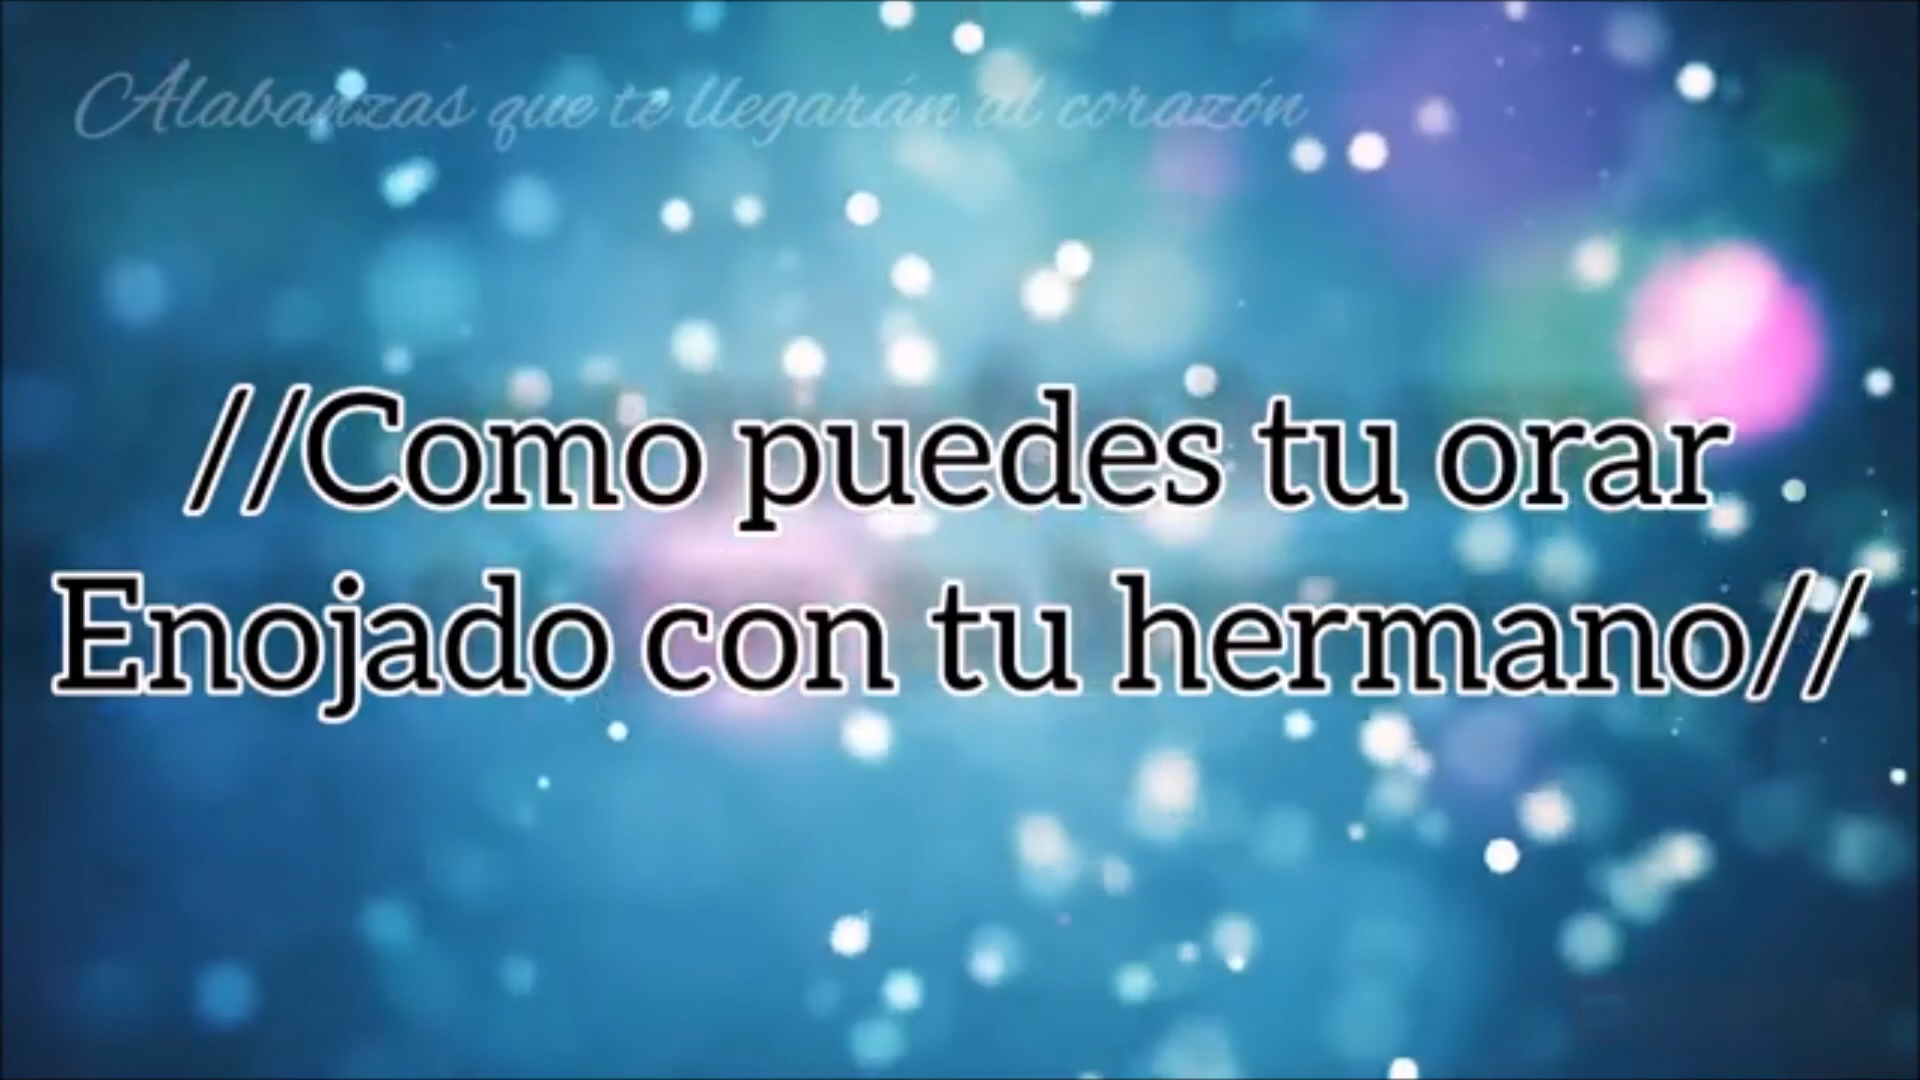 Alabanzas que te llegarán al corazón
//Como puedes tu orar
Enojado con tu hermano//